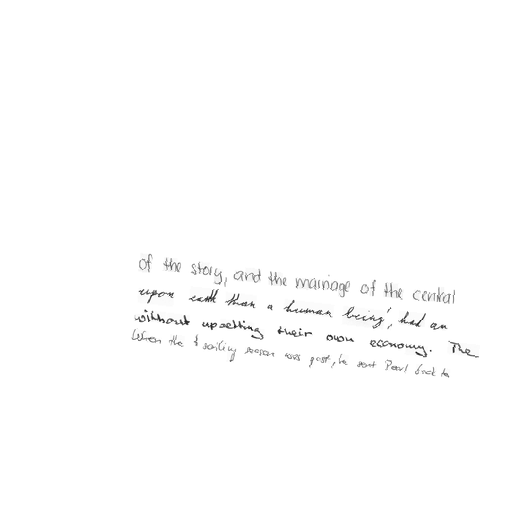 of the story, and the marriage of the central
upon earth than a human being', had an
without upsetting their own economy. The
When the sailing season was past, he sent Pearl back to